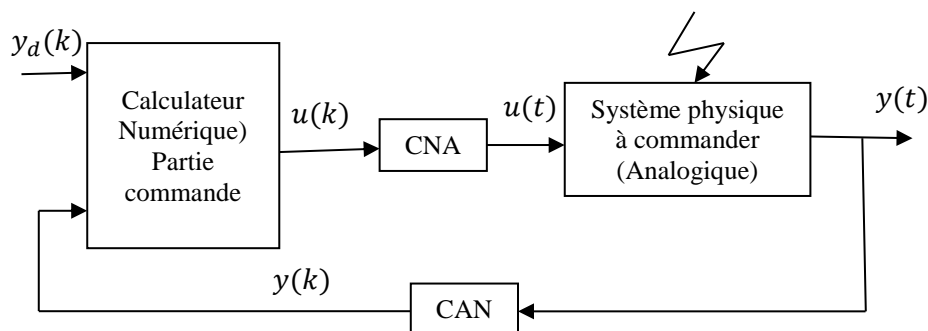 y_d(k)
Calculateur
Numérique)
Partie
commande
u(k)
CNA
u(t)
Système physique
à commander
(Analogique)
y(t)
y(k)
CAN